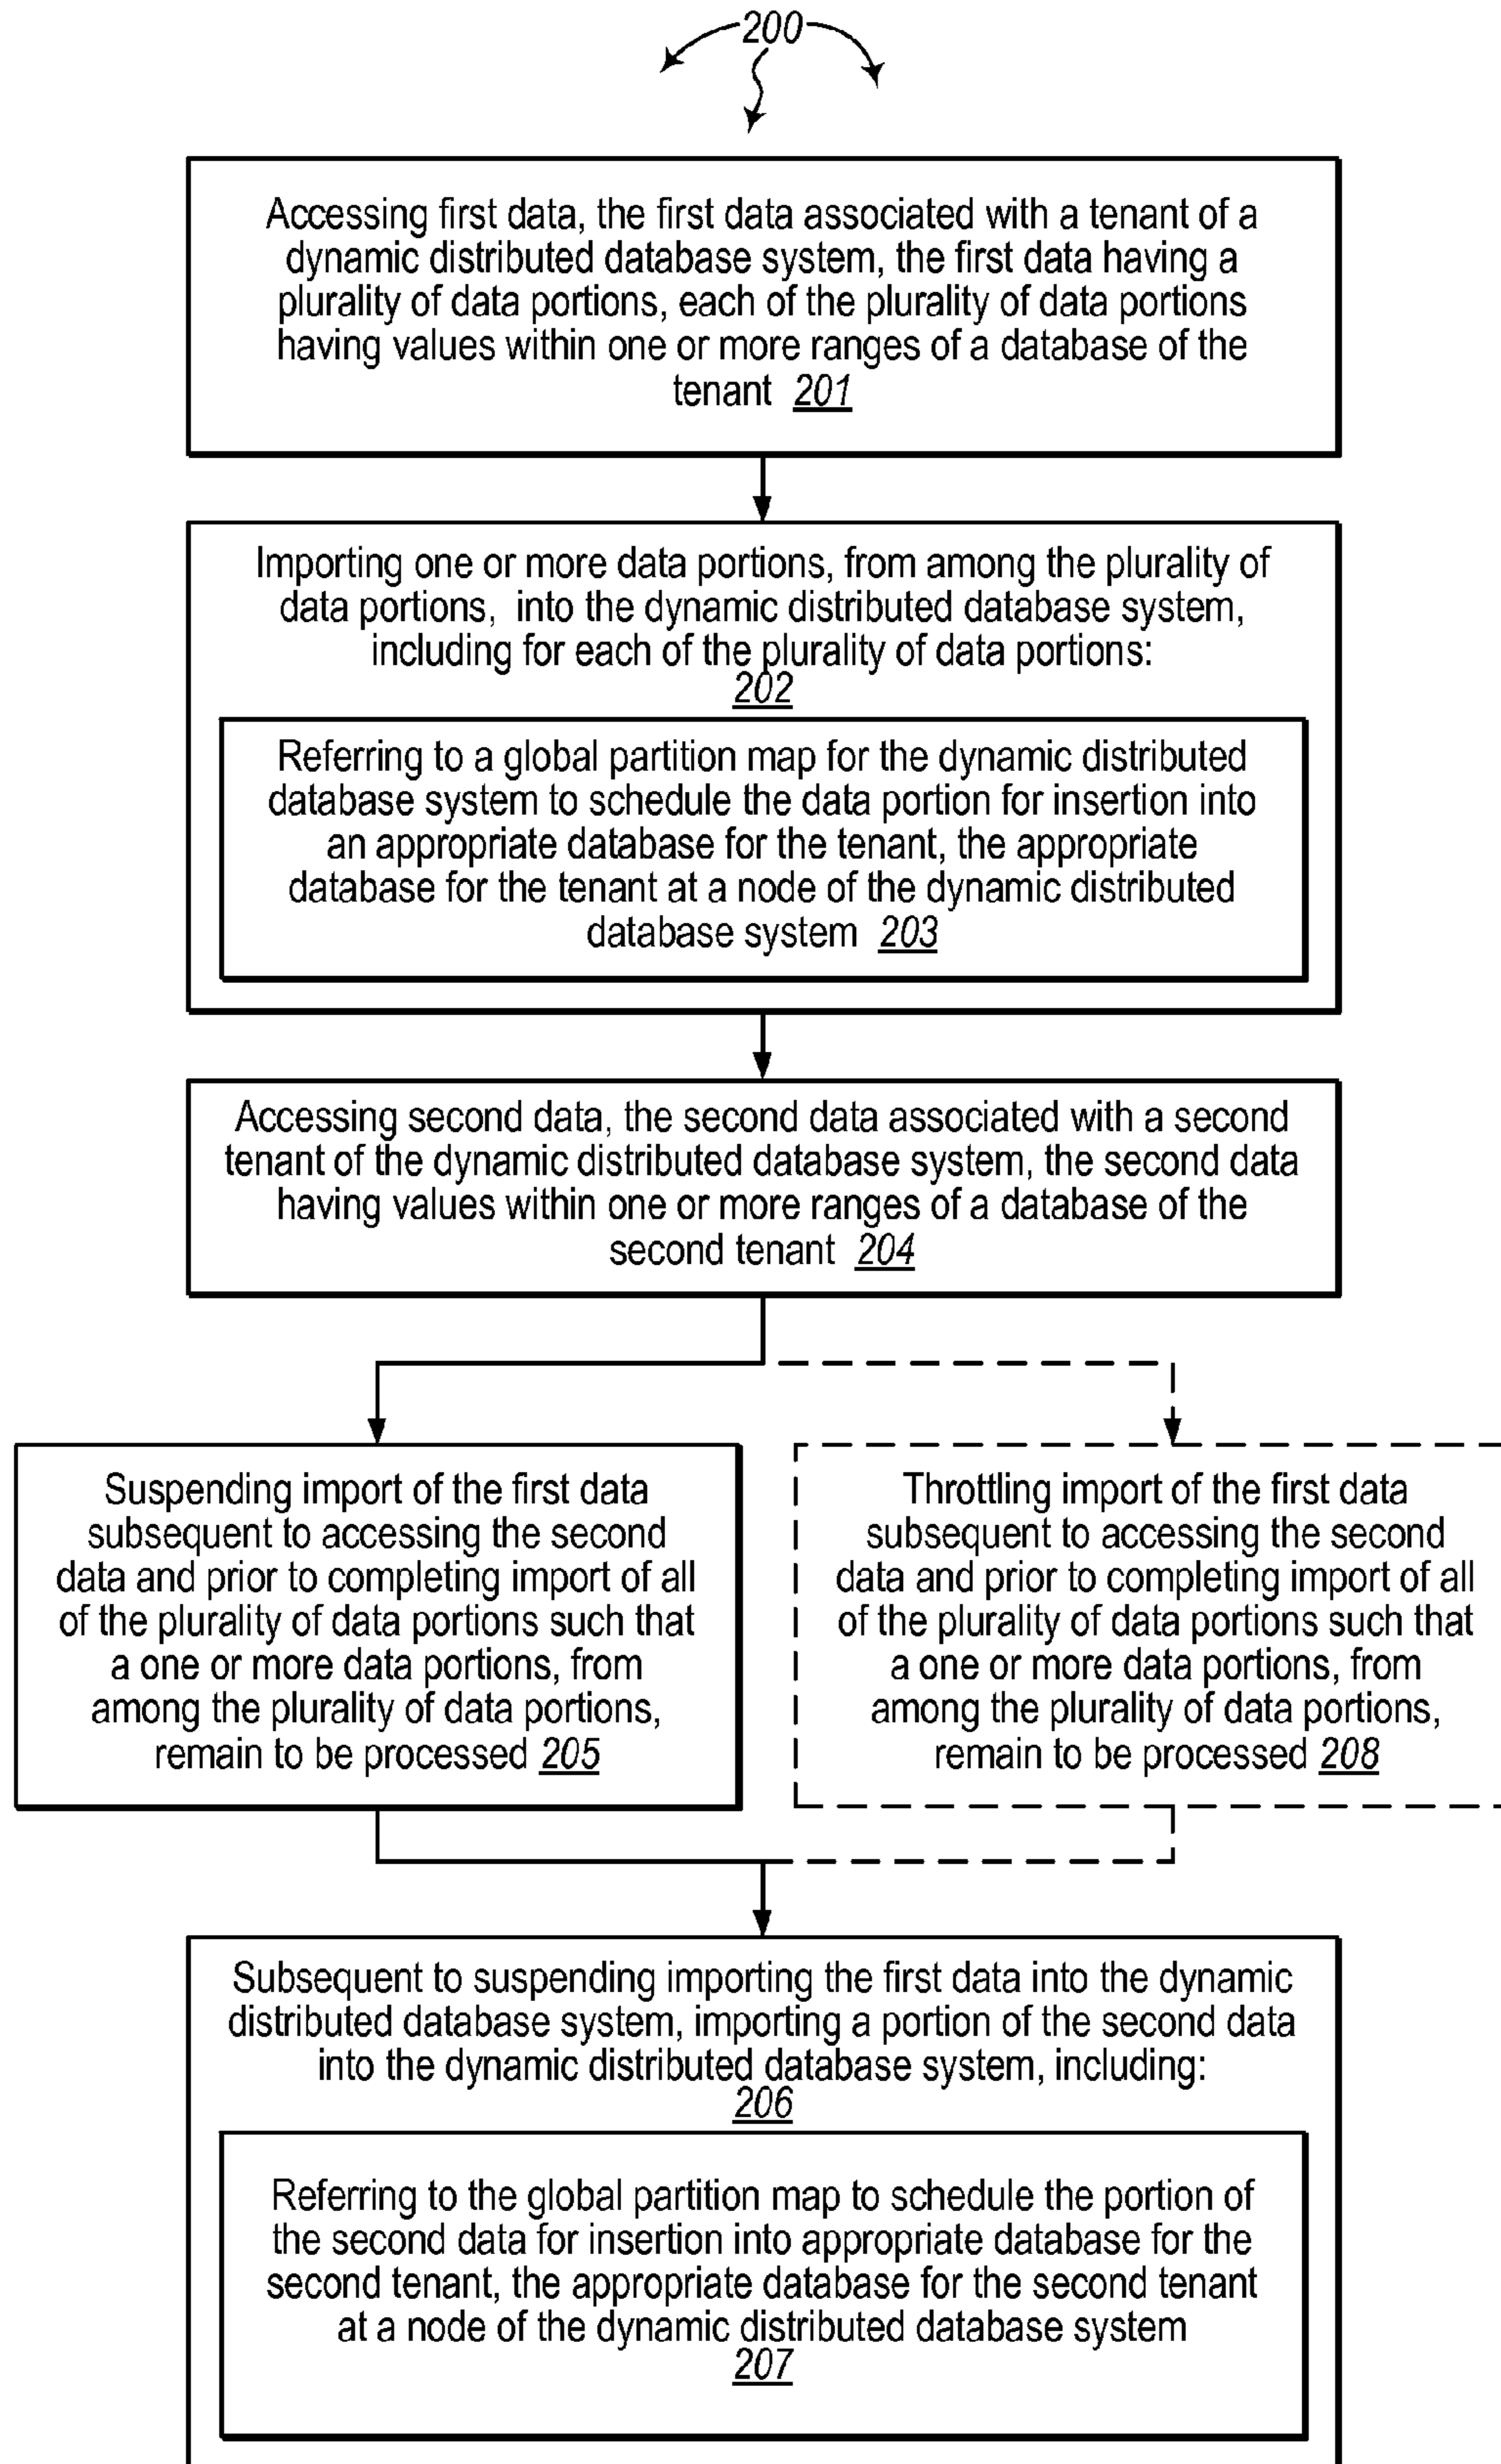 200
Accessing first data, the first data associated with a tenant of a
dynamic distributed database system, the first data having a
plurality of data portions, each of the plurality of data portions
having values within one or more ranges of a database of the
tenant 201
Importing one or more data portions, from among the plurality of
data portions, into the dynamic distributed database system,
including for each of the plurality of data portions:
202
Referring to a global partition map for the dynamic distributed
database system to schedule the data portion for insertion into
an appropriate database for the tenant, the appropriate
database for the tenant at a node of the dynamic distributed
database system 203
Accessing second data, the second data associated with a second
tenant of the dynamic distributed database system, the second data
having values within one or more ranges of a database of the
second tenant 204
Suspending import of the first data
subsequent to accessing the second
data and prior to completing import of all
of the plurality of data portions such that
a one or more data portions, from
among the plurality of data portions,
remain to be processed 205
Throttling import of the first data
subsequent to accessing the second
data and prior to completing import of all
of the plurality of data portions such that
a one or more data portions, from
among the plurality of data portions,
remain to be processed 208
Subsequent to suspending importing the first data into the dynamic
distributed database system, importing a portion of the second data
into the dynamic distributed database system, including:
206
Referring to the global partition map to schedule the portion of
the second data for insertion into appropriate database for the
second tenant, the appropriate database for the second tenant
at a node of the dynamic distributed database system
207